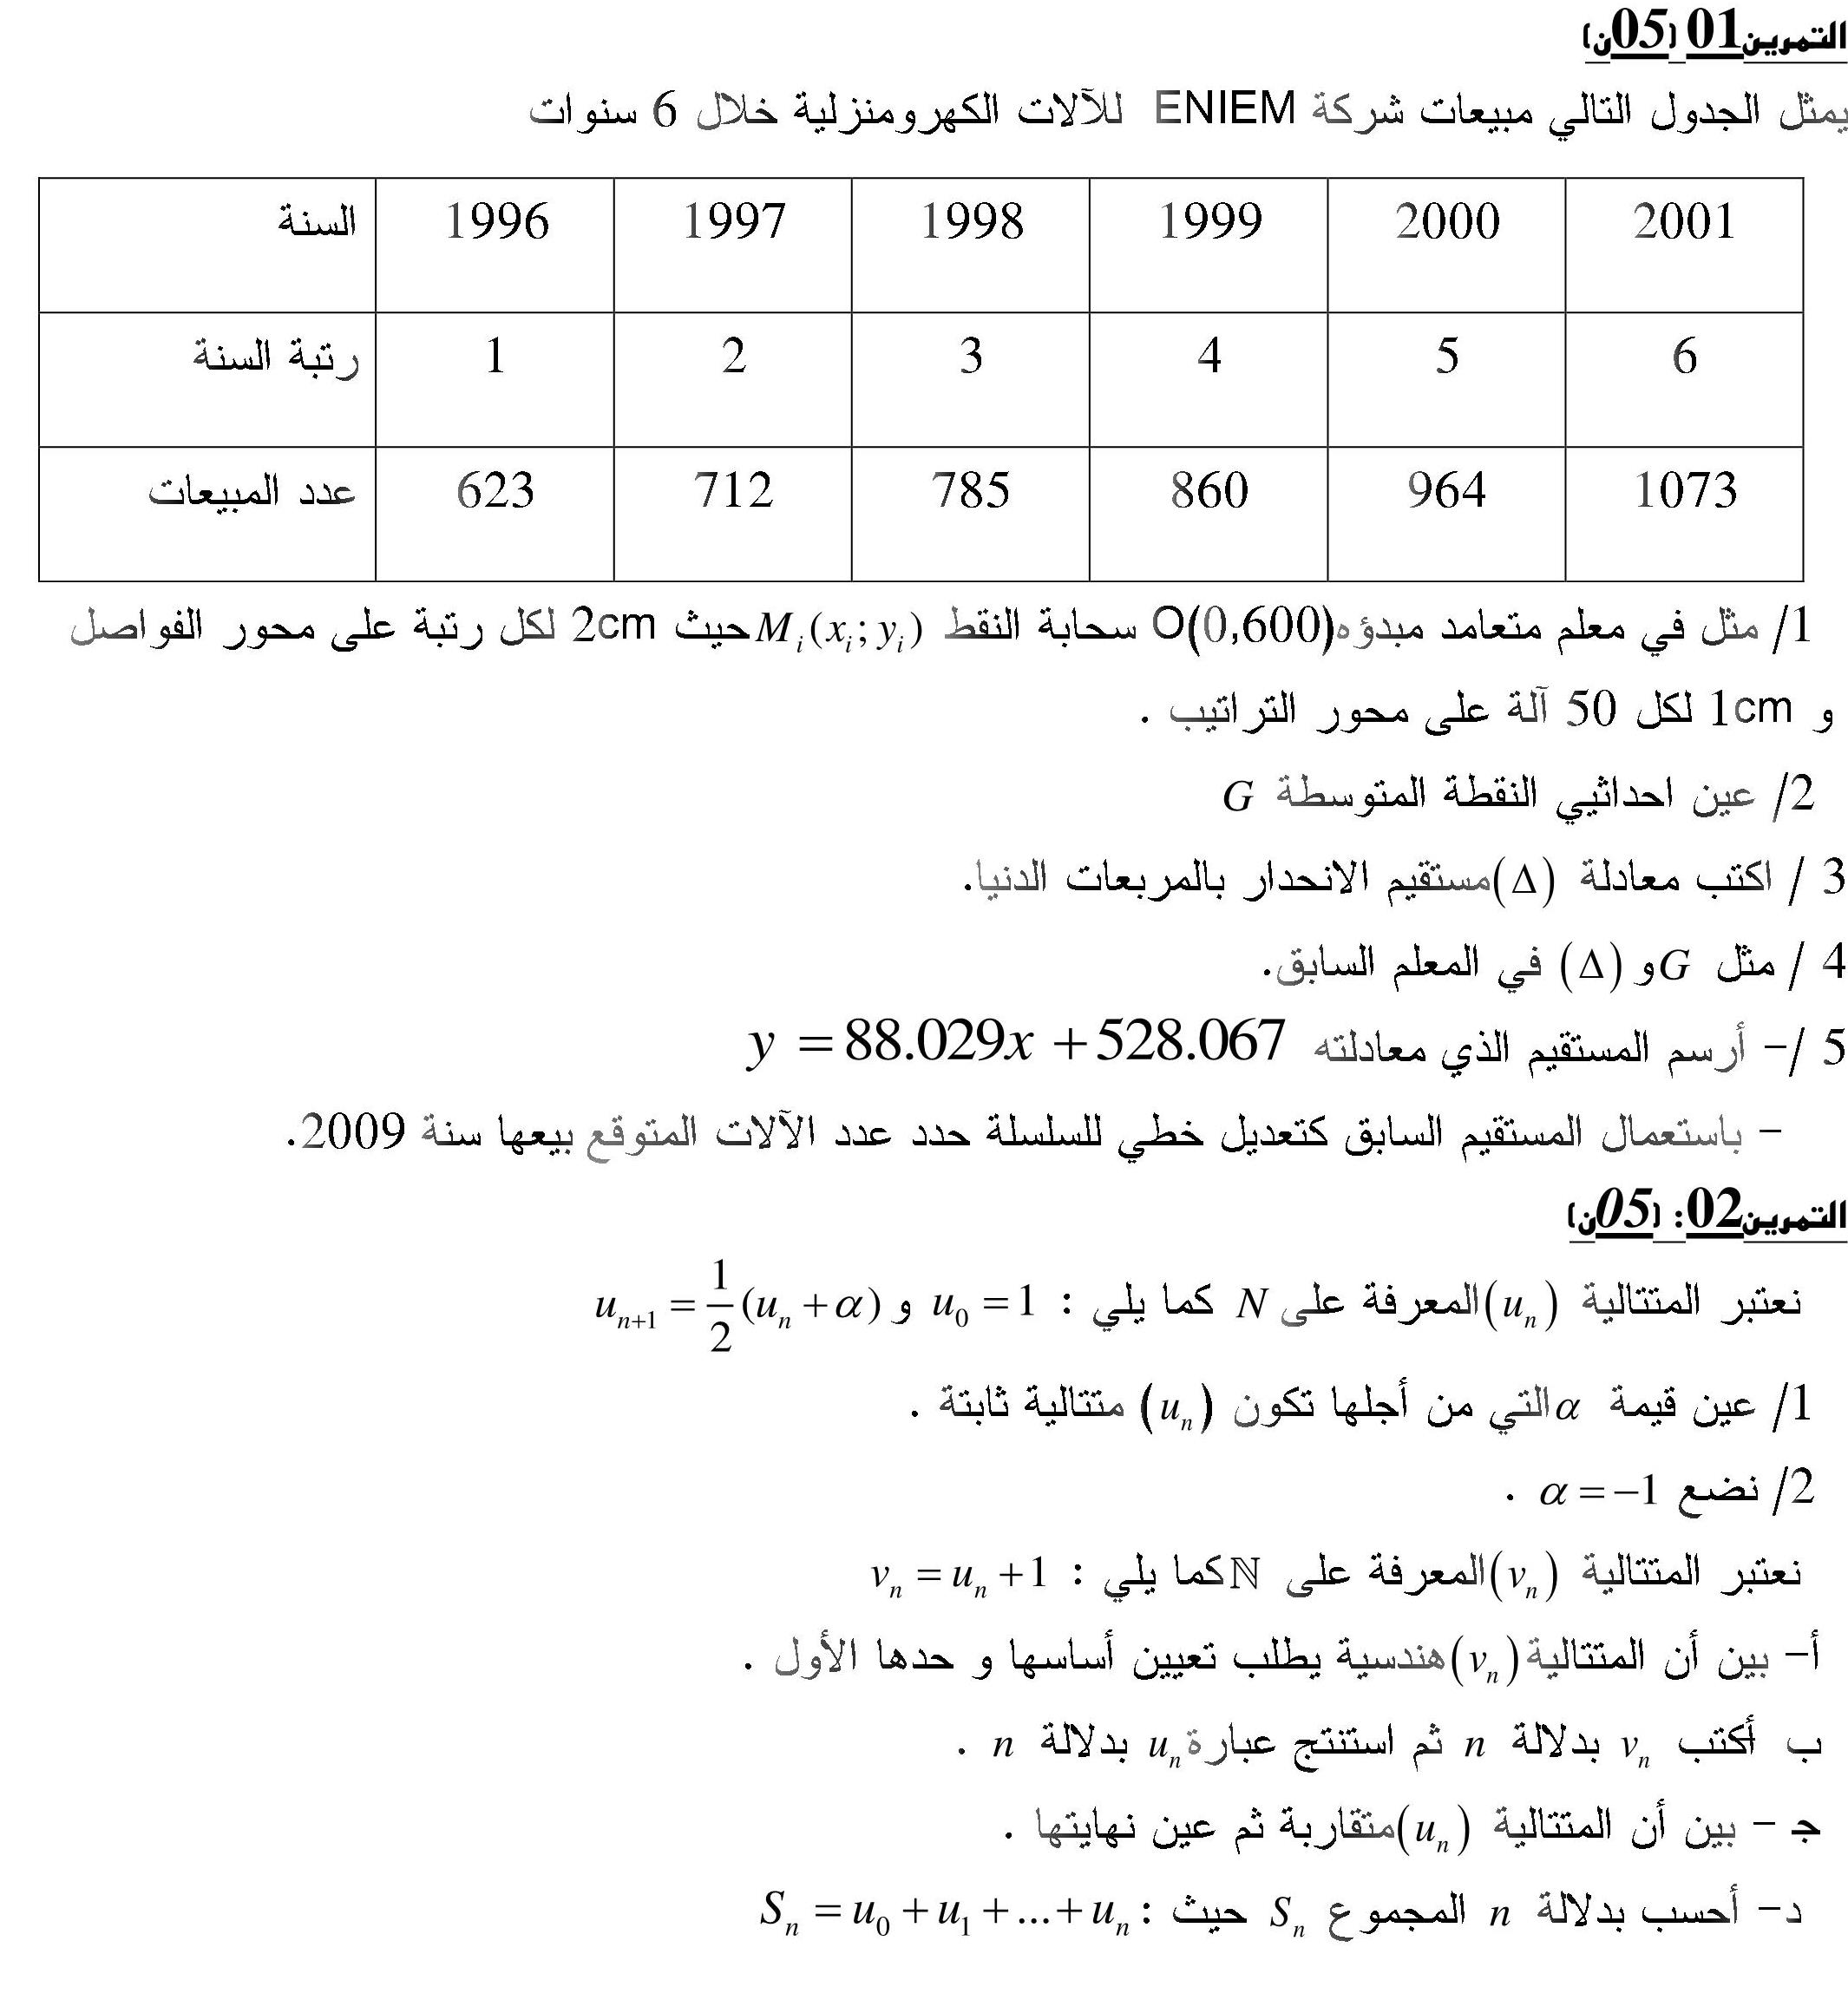 التمرين01 (05ن)
يمثل الجدول التالي مبيعات شركة ENIEM للآلات الكهرومنزلية خلال 6 سنوات
السنة 1996 1997 1998 1999 2000 2001
رتبة السنة 1 2 3 4 5 6
عدد المبيعات 623 712 785 860 964 1073
1/ مثل في معلم متعامد مبدؤه O(0,600) سحابة النقط M_i(x_i; y_i) حيث 2cm لكل رتبة على محور الفواصل
و 1cm لكل 50 آلة على محور التراتيب .
2/ عين احداثيي النقطة المتوسطة G
3 / اكتب معادلة (Δ) مستقيم الانحدار بالمربعات الدنيا.
4 / مثل G و (Δ) في المعلم السابق.
5 /- أرسم المستقيم الذي معادلته y = 88.029x + 528.067
- باستعمال المستقيم السابق كتعديل خطي للسلسلة حدد عدد الآلات المتوقع بيعها سنة 2009.
التمرين02: (05ن)
نعتبر المتتالية (u_n) المعرفة على N كما يلي : u_0 = 1 و u_{n+1} = \frac{1}{2}(u_n + α)
1/ عين قيمة α التي من أجلها تكون (u_n) متتالية ثابتة .
2/ نضع α = −1 .
نعتبر المتتالية (v_n) المعرفة على ℕ كما يلي : v_n = u_n + 1
أ- بين أن المتتالية (v_n) هندسية يطلب تعيين أساسها و حدها الأول .
ب أكتب v_n بدلالة n ثم استنتج عبارة u_n بدلالة n .
ج - بين أن المتتالية (u_n) متقاربة ثم عين نهايتها .
د- أحسب بدلالة n المجموع S_n حيث : S_n = u_0 + u_1 + ... + u_n